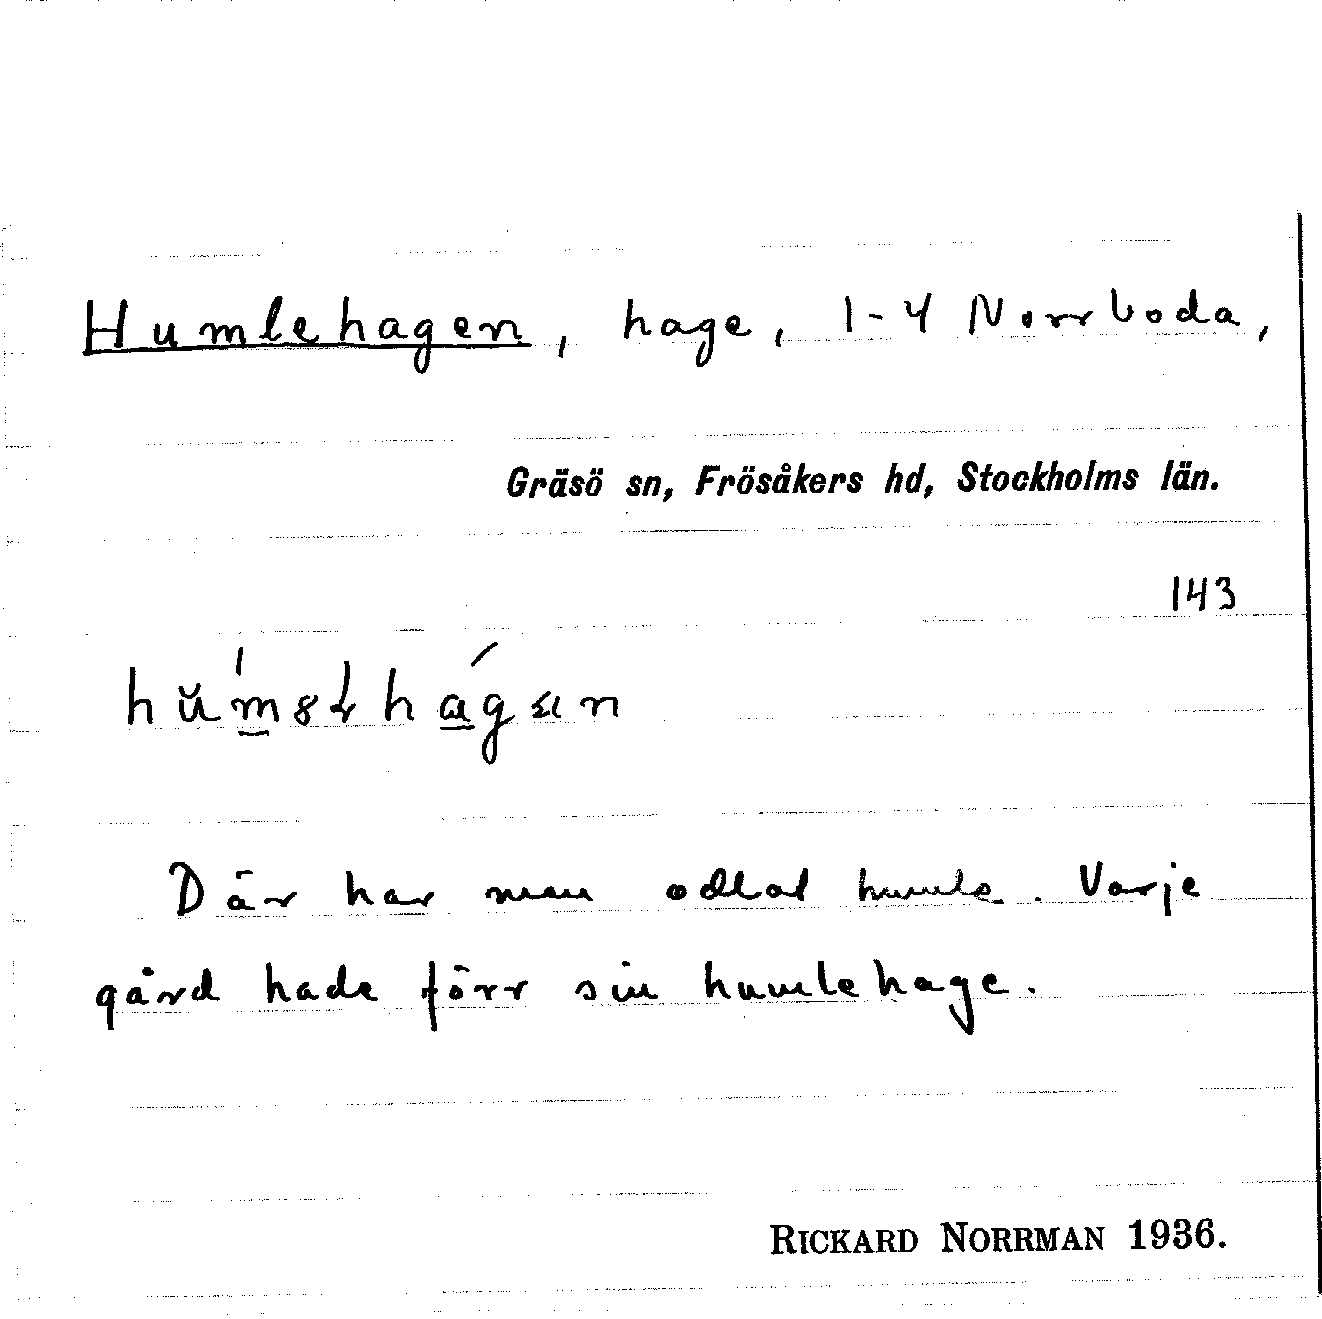 Humlehagen, hage, 1-4 Norrboda,
Gräsö sn, Frösåkers hd, Stockholms län.
143
Där har man odlat humle. Varje
gård hade förr sin humlehage.
RICKARD NORRMAN 1936.